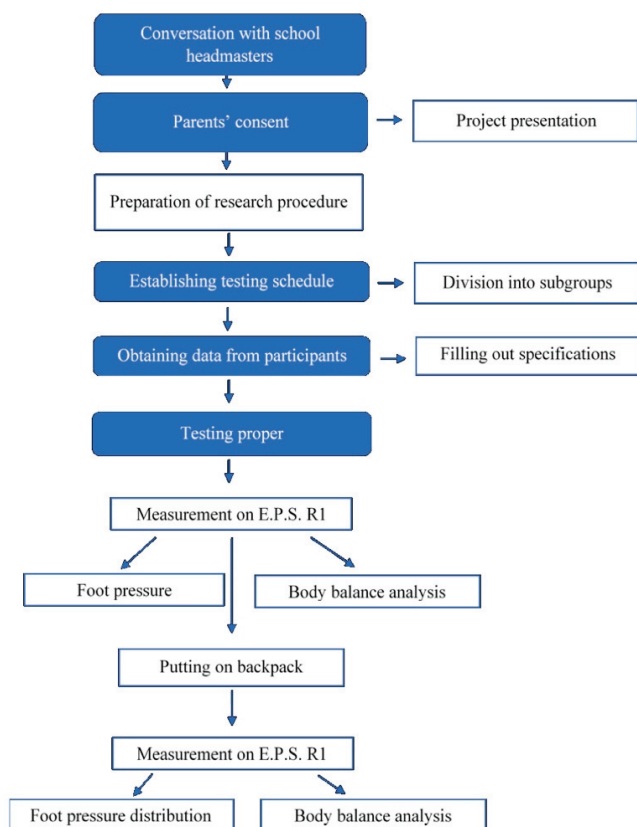 Conversation with school
headmasters
Parents' consent
Project presentation
Preparation of research procedure
Establishing testing schedule
Division into subgroups
Obtaining data from participants
Filling out specifications
Testing proper
Measurement on E.P.S. R1
Foot pressure
Body balance analysis
Putting on backpack
Measurement on E.P.S. R1
Foot pressure distribution
Body balance analysis